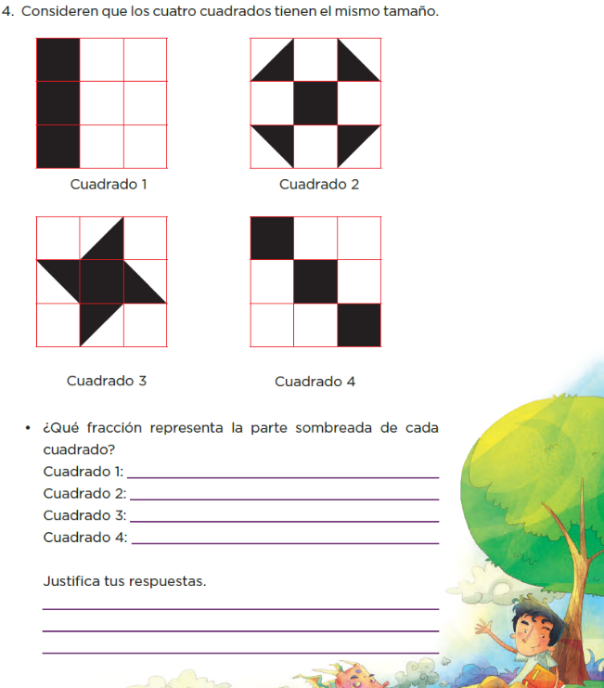 4. Consideren que los cuatro cuadrados tienen el mismo tamaño.
Cuadrado 1
Cuadrado 2
Cuadrado 3
Cuadrado 4
• ¿Qué fracción representa la parte sombreada de cada
cuadrado?
Cuadrado 1:
Cuadrado 2:
Cuadrado 3:
Cuadrado 4:
Justifica tus respuestas.